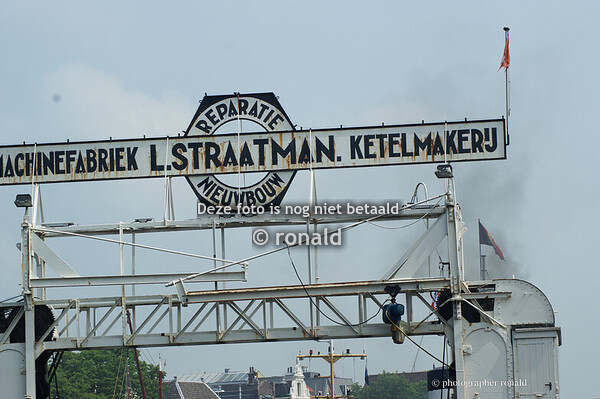 REPARATIE
MACHINEFABRIEK L. STRAATMAN. KETELMAKERIJ
NIEUWBOUW
Deze foto is nog niet betaald
© ronald
© photographer ronald